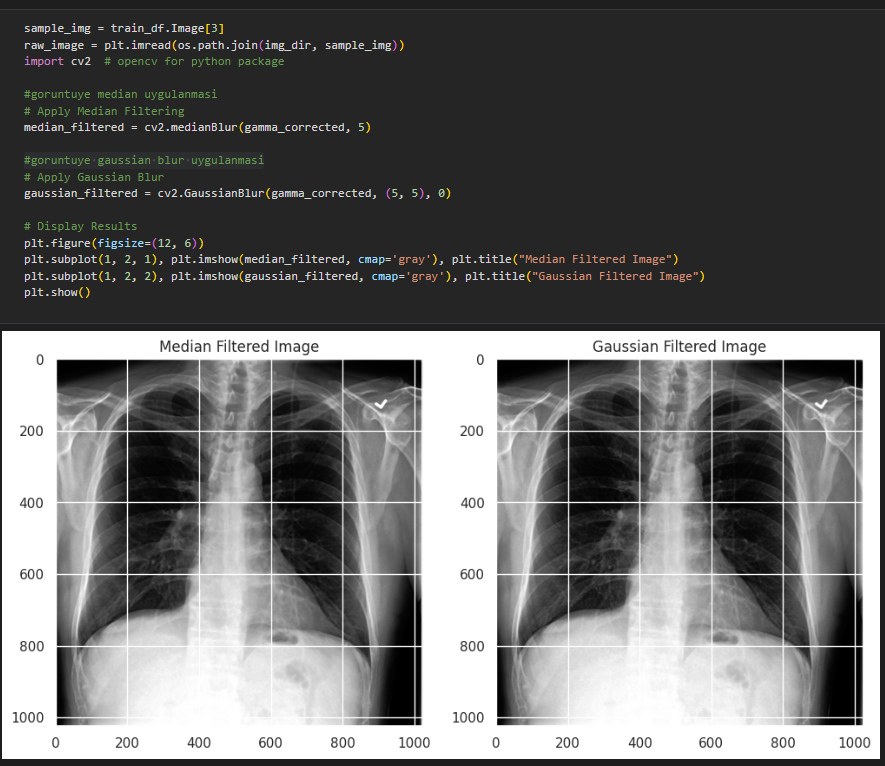 sample_img = train_df.Image[3]
raw_image = plt.imread(os.path.join(img_dir, sample_img))
import cv2  # opencv for python package
#goruntuye median uygulanmasi
# Apply Median Filtering
median_filtered = cv2.medianBlur(gamma_corrected, 5)
#goruntuye gaussian blur uygulanmasi
# Apply Gaussian Blur
gaussian_filtered = cv2.GaussianBlur(gamma_corrected, (5, 5), 0)
# Display Results
plt.figure(figsize=(12, 6))
plt.subplot(1, 2, 1), plt.imshow(median_filtered, cmap='gray'), plt.title("Median Filtered Image")
plt.subplot(1, 2, 2), plt.imshow(gaussian_filtered, cmap='gray'), plt.title("Gaussian Filtered Image")
plt.show()
Median Filtered Image
0
200
400
600
800
1000
0 200 400 600 800 1000
Gaussian Filtered Image
0
200
400
600
800
1000
0 200 400 600 800 1000